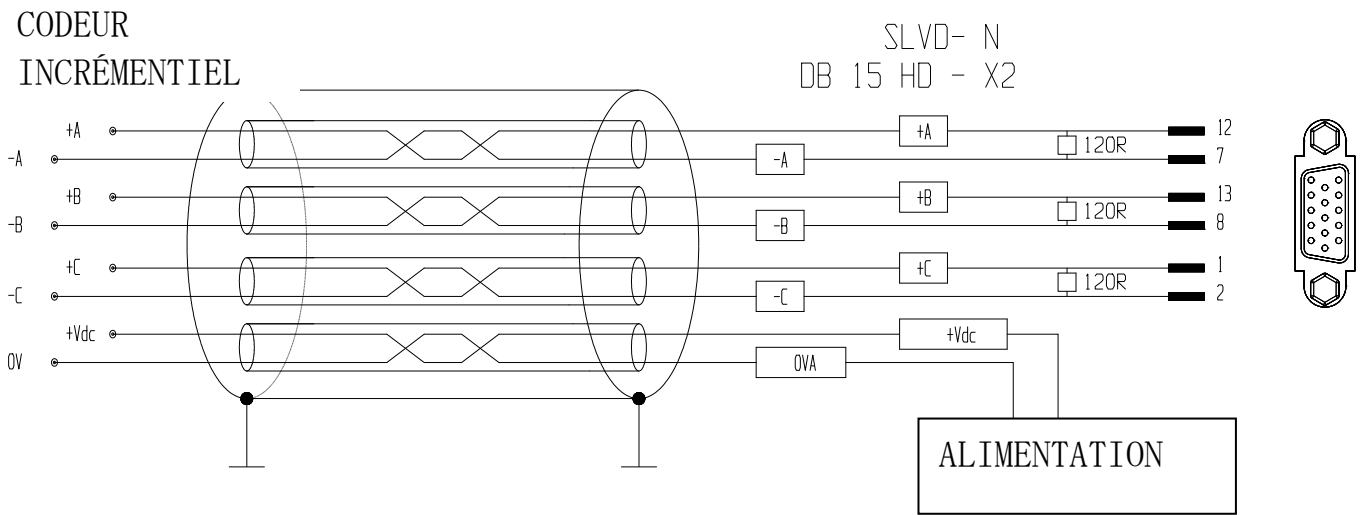 CODEUR
INCRÉMENTIEL
SLVD- N
DB 15 HD - X2
+A
+A
12
-A
-A
120R
7
+B
+B
13
-B
-B
120R
8
+C
+C
1
-C
-C
120R
2
+Vdc
+Vdc
0V
0VA
ALIMENTATION